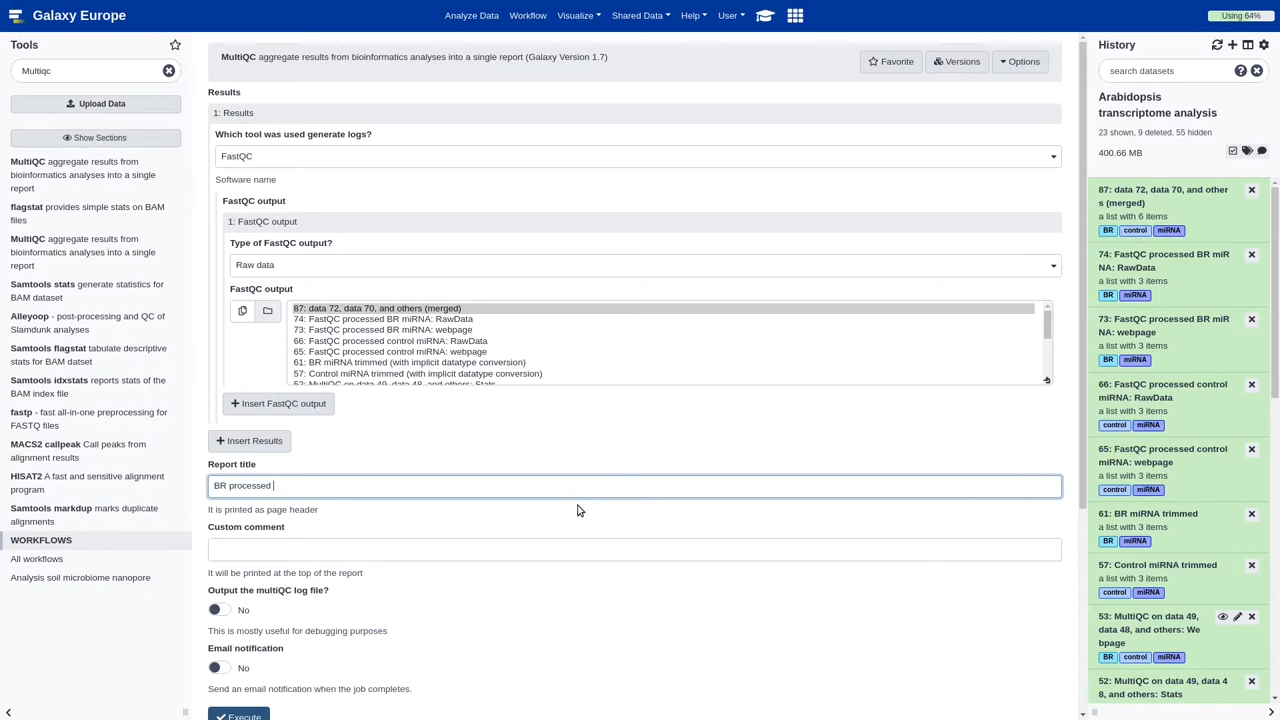 Galaxy Europe
Analyze Data Workflow Visualize Shared Data Help User
Using 64%
Tools
Multiqc
Upload Data
Show Sections
MultiQC aggregate results from
bioinformatics analyses into a single
report
flagstat provides simple stats on BAM
files
MultiQC aggregate results from
bioinformatics analyses into a single
report
Samtools stats generate statistics for
BAM dataset
Alleyoop - post-processing and QC of
Slamdunk analyses
Samtools flagstat tabulate descriptive
stats for BAM datset
Samtools idxstats reports stats of the
BAM index file
fastp - fast all-in-one preprocessing for
FASTQ files
MACS2 callpeak Call peaks from
alignment results
HISAT2 A fast and sensitive alignment
program
Samtools markdup marks duplicate
alignments
WORKFLOWS
All workflows
Analysis soil microbiome nanopore
MultiQC aggregate results from bioinformatics analyses into a single report (Galaxy Version 1.7)
Favorite
Versions
Options
Results
1: Results
Which tool was used generate logs?
FastQC
Software name
FastQC output
1: FastQC output
Type of FastQC output?
Raw data
FastQC output
87: data 72, data 70, and others (merged)
74: FastQC processed BR miRNA: RawData
73: FastQC processed BR miRNA: webpage
66: FastQC processed control miRNA: RawData
65: FastQC processed control miRNA: webpage
61: BR miRNA trimmed (with implicit datatype conversion)
57: Control miRNA trimmed (with implicit datatype conversion)
52: MultiQC on data 49, data 48, and others: Stats
Insert FastQC output
Insert Results
Report title
BR processed
It is printed as page header
Custom comment
It will be printed at the top of the report
Output the multiQC log file?
No
This is mostly useful for debugging purposes
Email notification
No
Send an email notification when the job completes.
Execute
History
search datasets
Arabidopsis
transcriptome analysis
23 shown, 9 deleted, 55 hidden
400.66 MB
87: data 72, data 70, and other
s (merged)
a list with 6 items
BR control miRNA
74: FastQC processed BR miR
NA: RawData
a list with 3 items
BR miRNA
73: FastQC processed BR miR
NA: webpage
a list with 3 items
BR miRNA
66: FastQC processed control
miRNA: RawData
a list with 3 items
control miRNA
65: FastQC processed control
miRNA: webpage
a list with 3 items
control miRNA
61: BR miRNA trimmed
a list with 3 items
BR miRNA
57: Control miRNA trimmed
a list with 3 items
control miRNA
53: MultiQC on data 49,
data 48, and others: We
bpage
BR control miRNA
52: MultiQC on data 49, data 4
8, and others: Stats